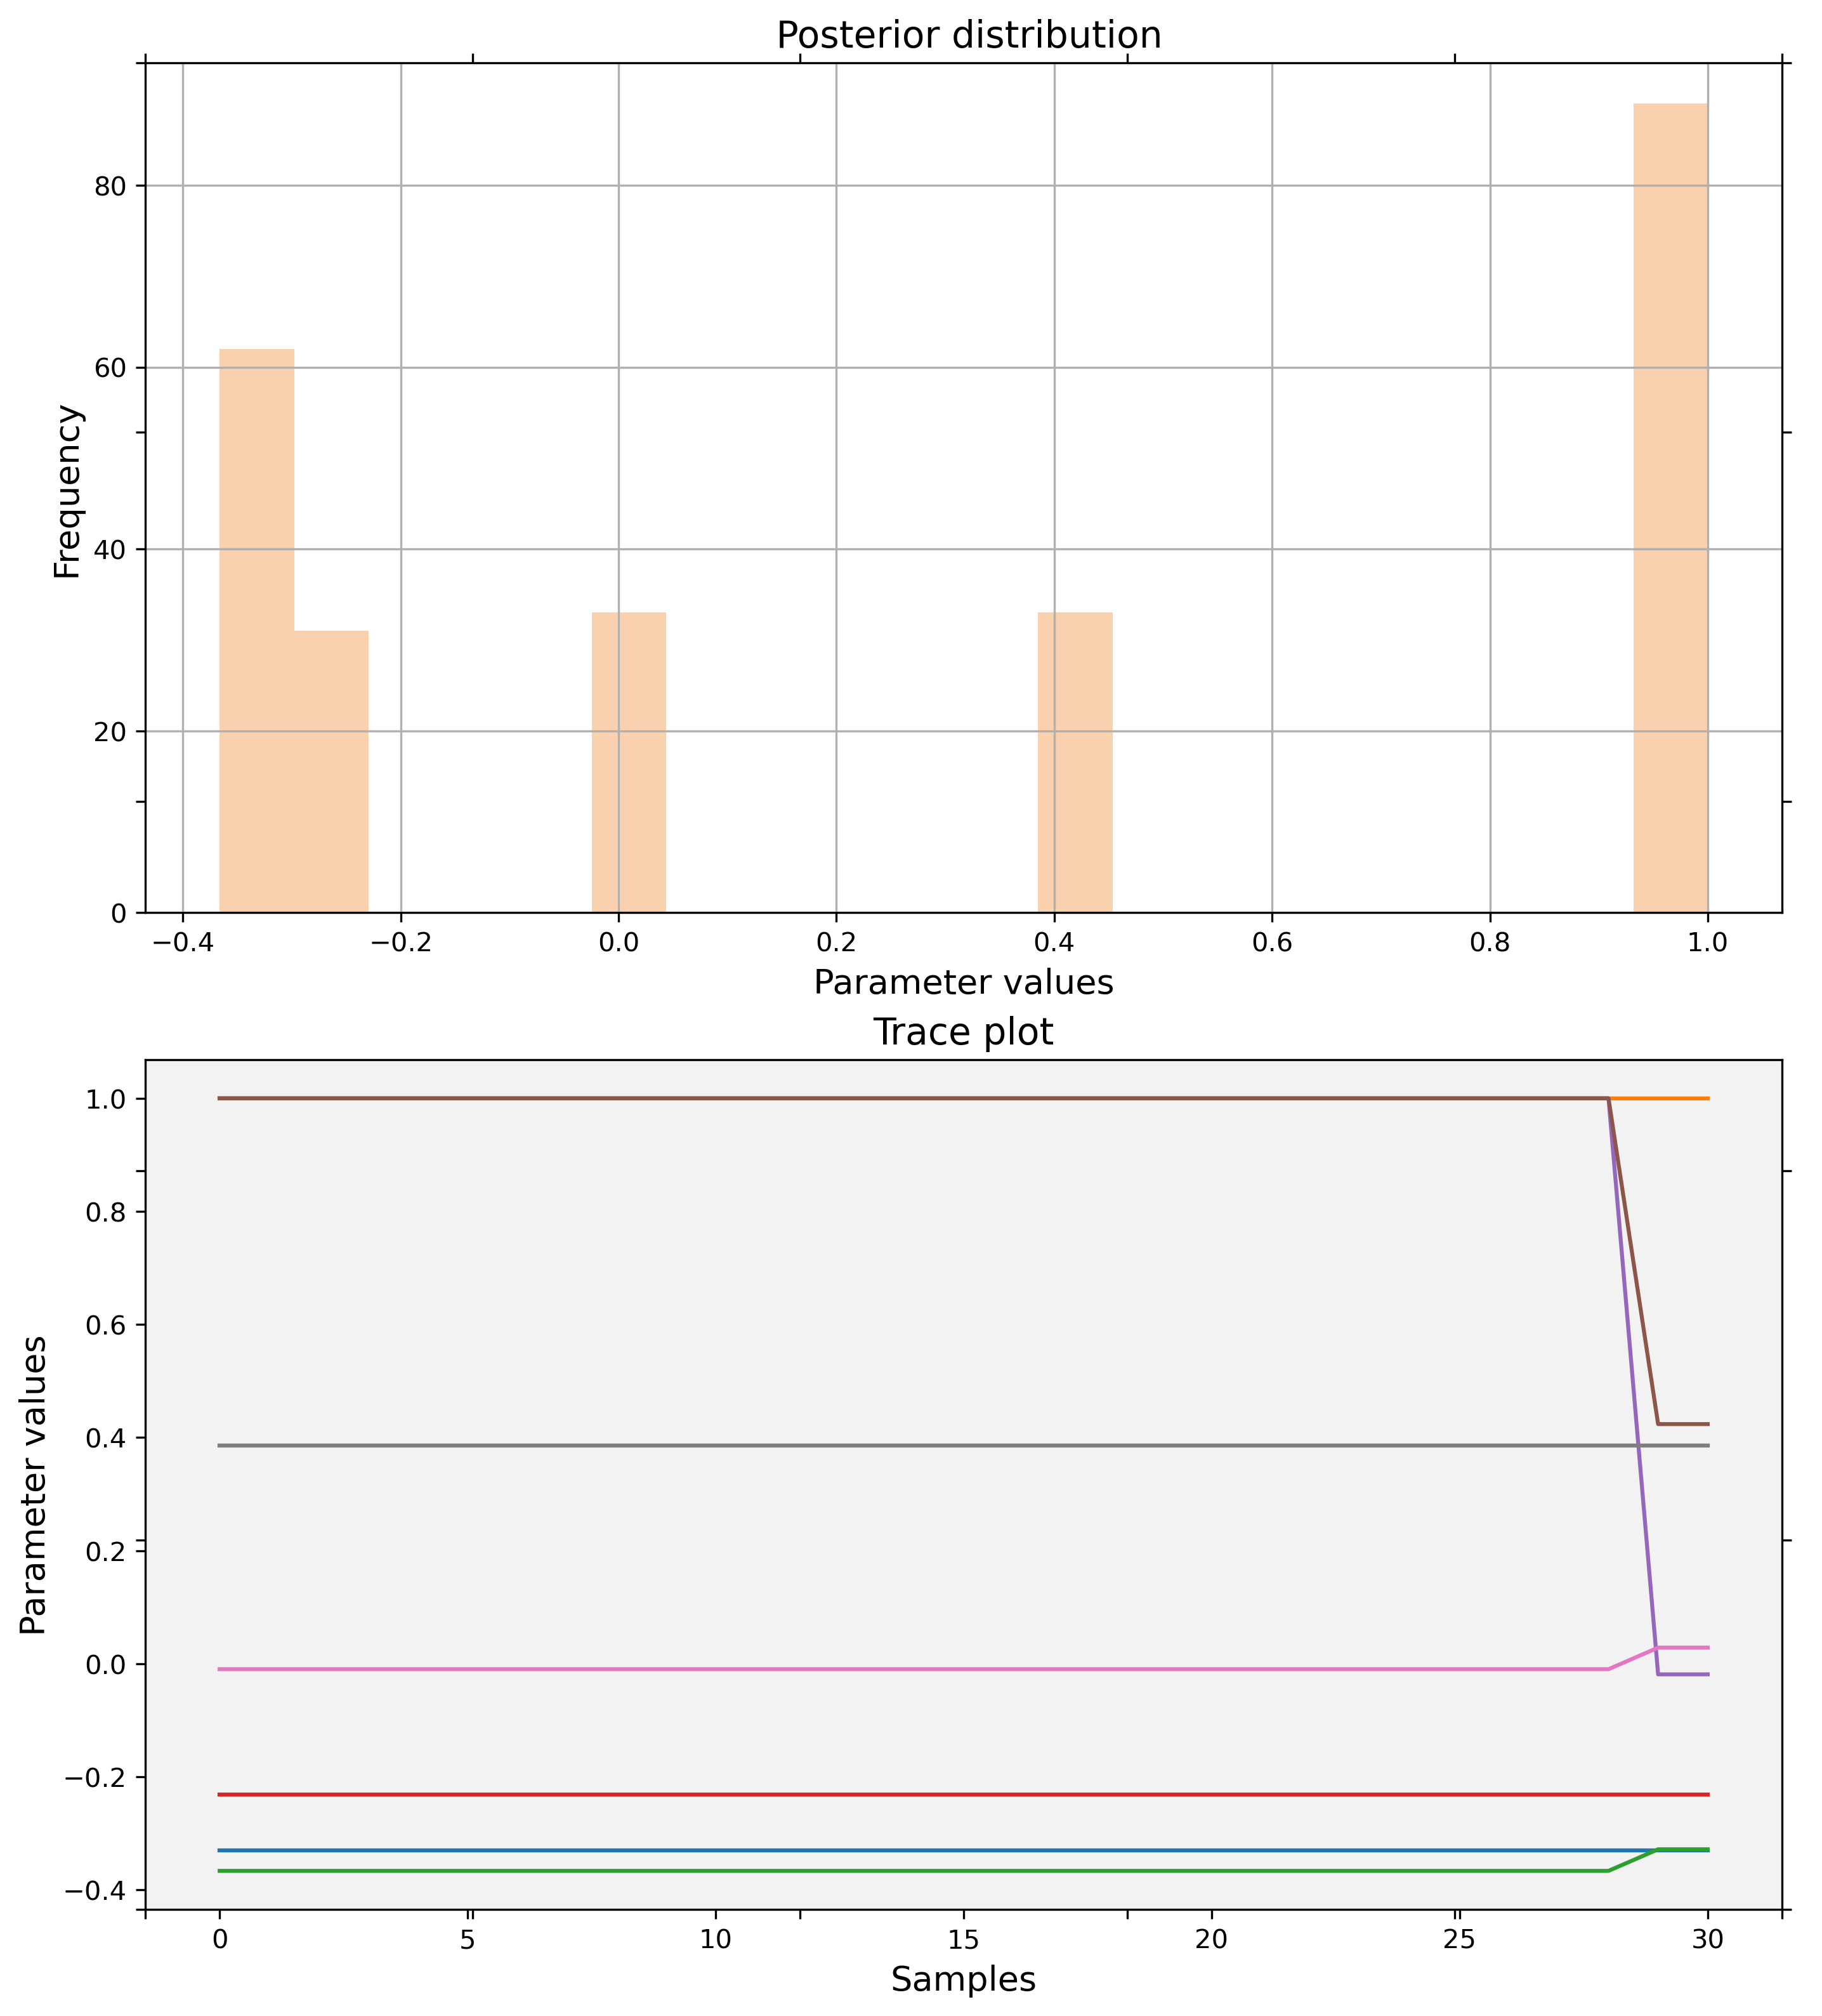 Posterior distribution
80
60
40
20
0
Frequency
−0.4 −0.2 0.0 0.2 0.4 0.6 0.8 1.0
Parameter values
Trace plot
1.0
0.8
0.6
0.4
0.2
0.0
−0.2
−0.4
Parameter values
0 5 10 15 20 25 30
Samples